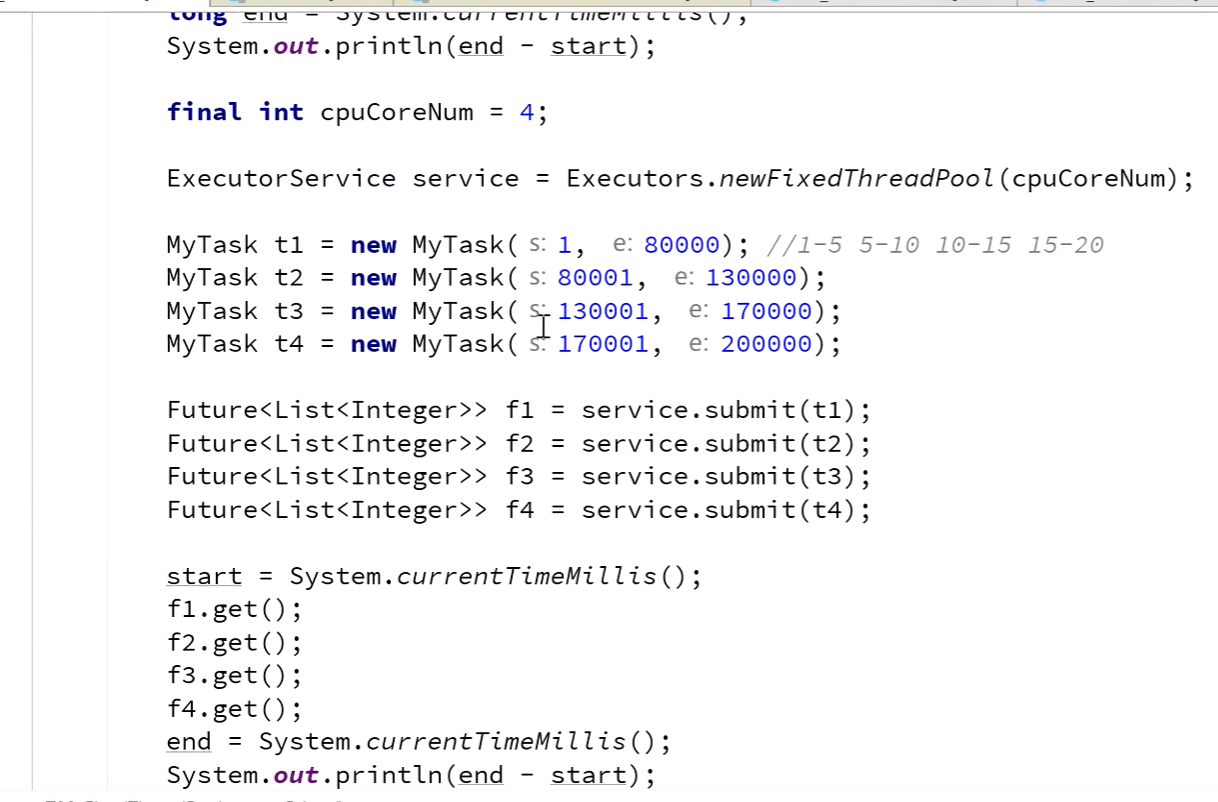 long end = System.currentTimeMillis();
System.out.println(end - start);
final int cpuCoreNum = 4;
ExecutorService service = Executors.newFixedThreadPool(cpuCoreNum);
MyTask t1 = new MyTask( s: 1, e: 80000); //1-5 5-10 10-15 15-20
MyTask t2 = new MyTask( s: 80001, e: 130000);
MyTask t3 = new MyTask( s: 130001, e: 170000);
MyTask t4 = new MyTask( s: 170001, e: 200000);
Future<List<Integer>> f1 = service.submit(t1);
Future<List<Integer>> f2 = service.submit(t2);
Future<List<Integer>> f3 = service.submit(t3);
Future<List<Integer>> f4 = service.submit(t4);
start = System.currentTimeMillis();
f1.get();
f2.get();
f3.get();
f4.get();
end = System.currentTimeMillis();
System.out.println(end - start);